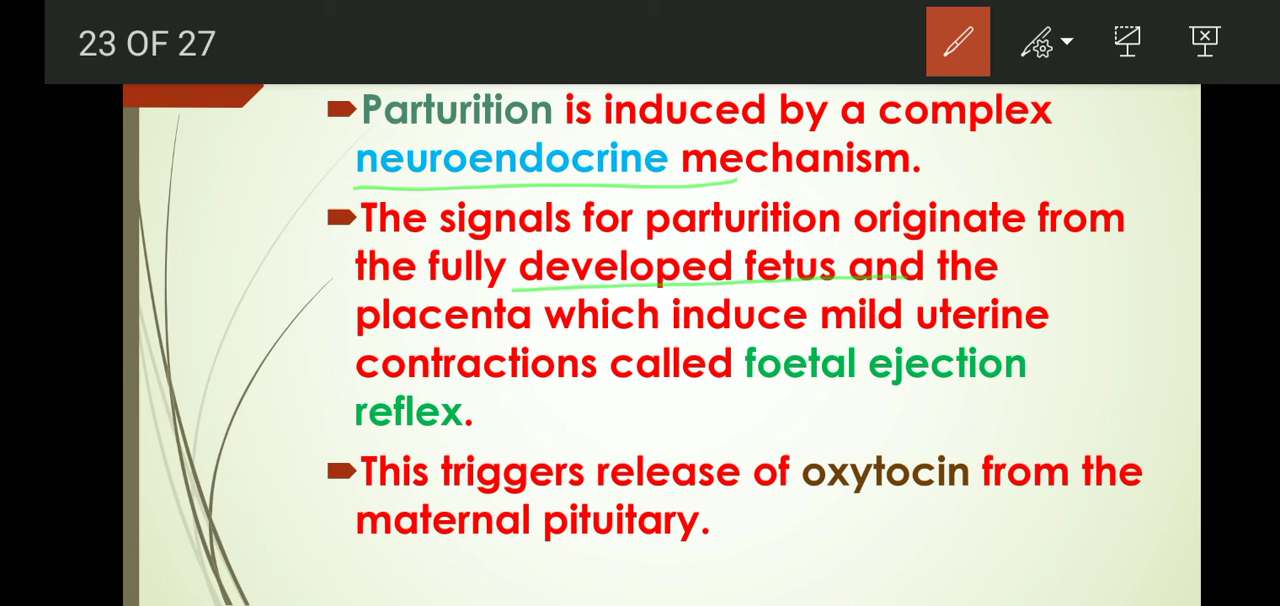 23 OF 27
Parturition is induced by a complex
neuroendocrine mechanism.
The signals for parturition originate from
the fully developed fetus and the
placenta which induce mild uterine
contractions called foetal ejection
reflex.
This triggers release of oxytocin from the
maternal pituitary.